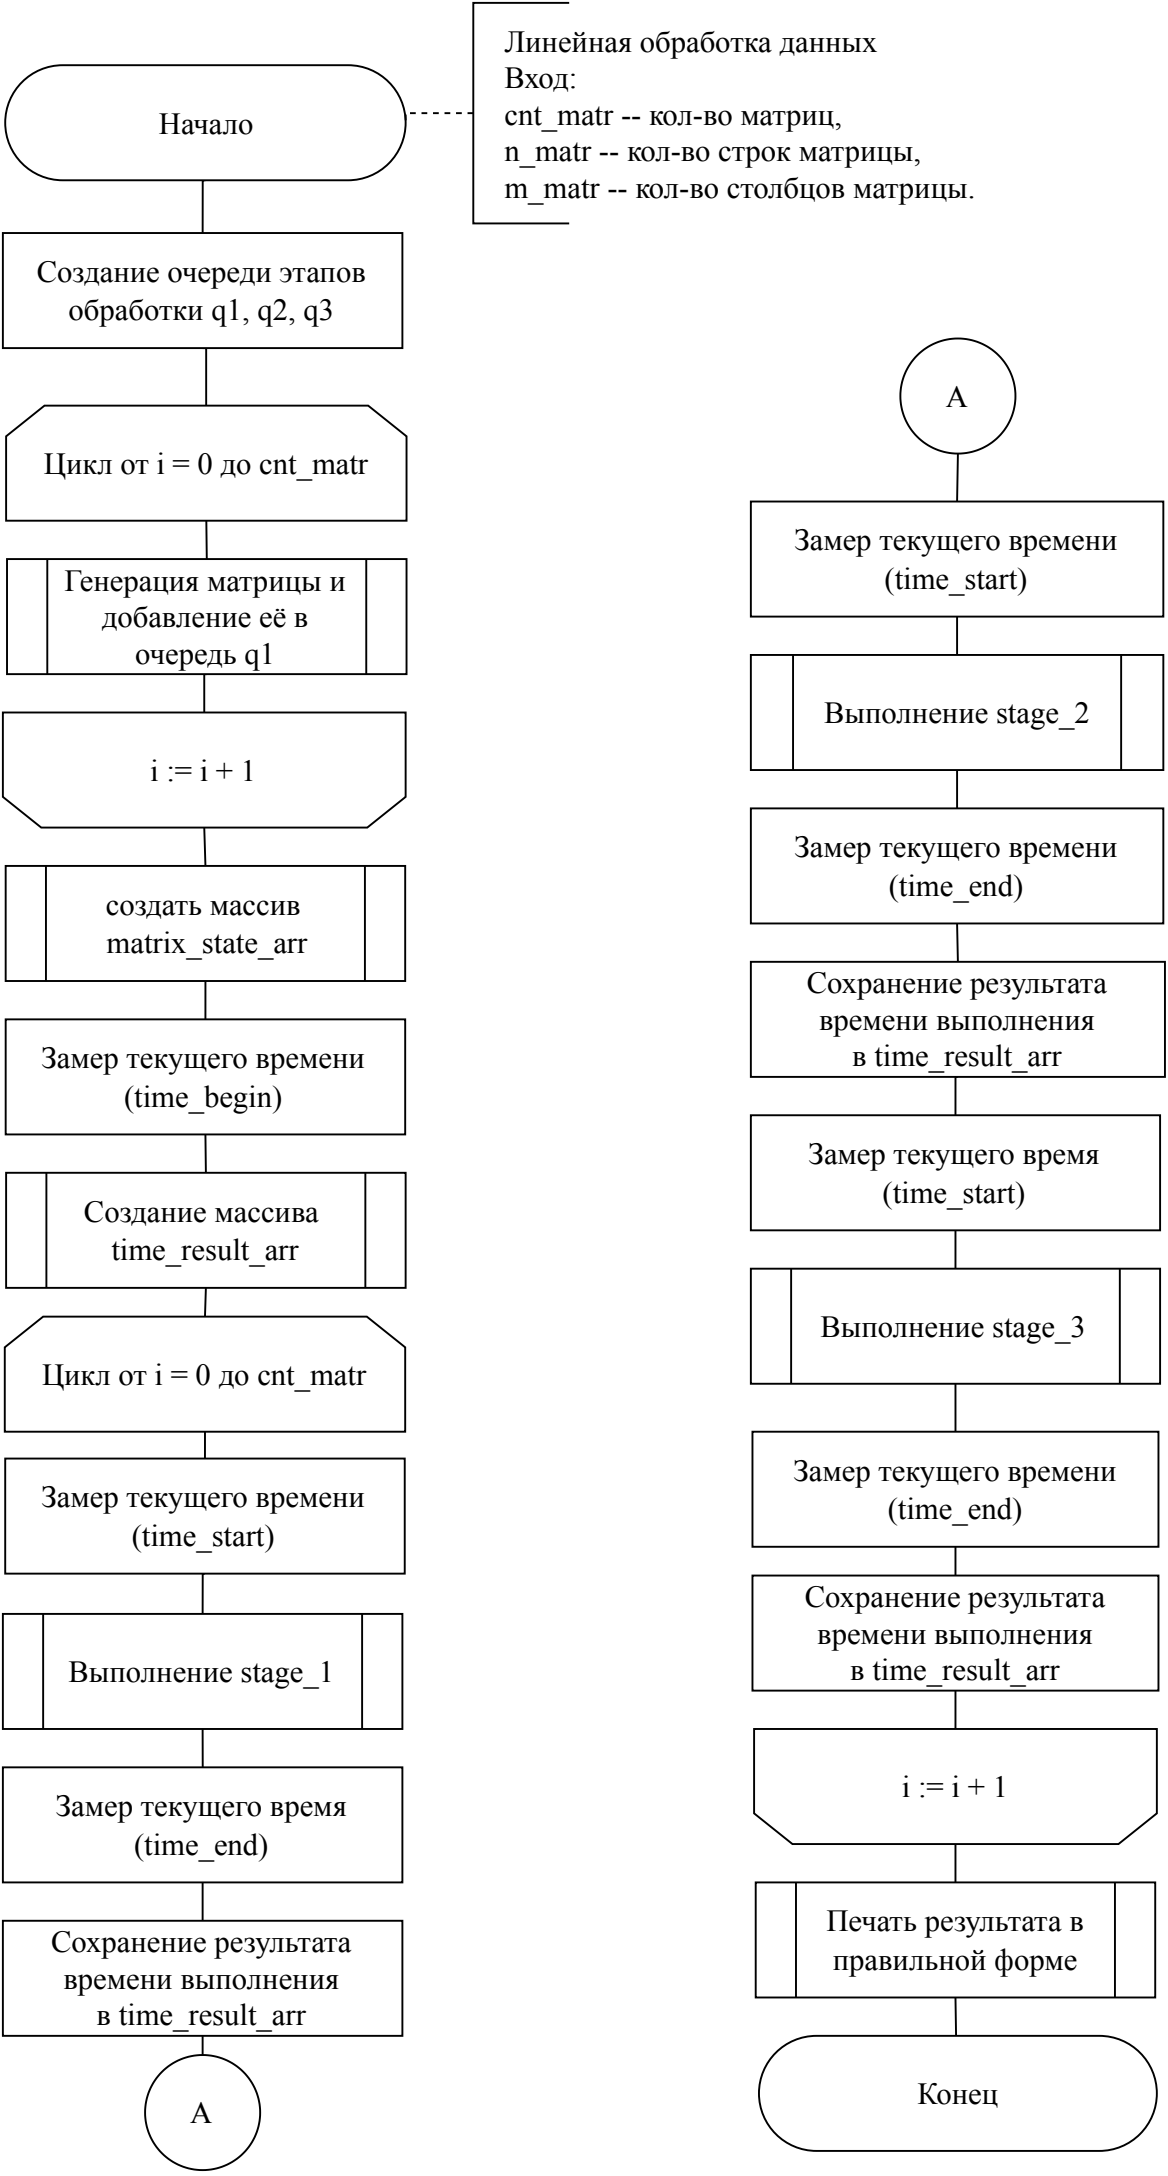 Линейная обработка данных
Вход:
cnt_matr -- кол-во матриц,
n_matr -- кол-во строк матрицы,
m_matr -- кол-во столбцов матрицы.
Начало
Создание очереди этапов
обработки q1, q2, q3
Цикл от i = 0 до cnt_matr
Генерация матрицы и
добавление её в
очередь q1
i := i + 1
создать массив
matrix_state_arr
Замер текущего времени
(time_begin)
Создание массива
time_result_arr
Цикл от i = 0 до cnt_matr
Замер текущего времени
(time_start)
Выполнение stage_1
Замер текущего время
(time_end)
Сохранение результата
времени выполнения
в time_result_arr
А
А
Замер текущего времени
(time_start)
Выполнение stage_2
Замер текущего времени
(time_end)
Сохранение результата
времени выполнения
в time_result_arr
Замер текущего время
(time_start)
Выполнение stage_3
Замер текущего времени
(time_end)
Сохранение результата
времени выполнения
в time_result_arr
i := i + 1
Печать результата в
правильной форме
Конец